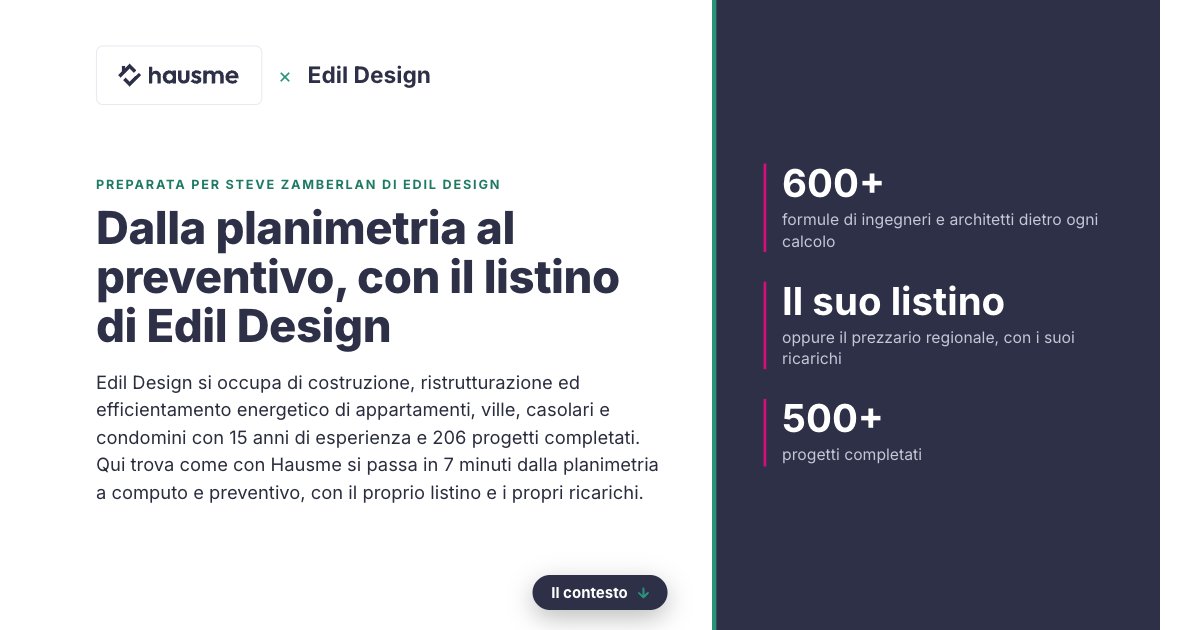 hausme × Edil Design
PREPARATA PER STEVE ZAMBERLAN DI EDIL DESIGN
Dalla planimetria al
preventivo, con il listino
di Edil Design
Edil Design si occupa di costruzione, ristrutturazione ed
efficientamento energetico di appartamenti, ville, casolari e
condomini con 15 anni di esperienza e 206 progetti completati.
Qui trova come con Hausme si passa in 7 minuti dalla planimetria
a computo e preventivo, con il proprio listino e i propri ricarichi.
Il contesto ↓
600+
formule di ingegneri e architetti dietro ogni
calcolo
Il suo listino
oppure il prezzario regionale, con i suoi
ricarichi
500+
progetti completati